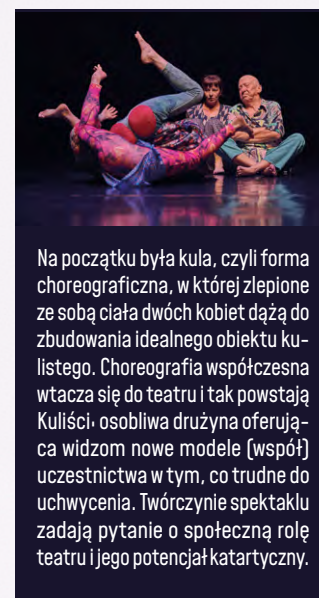 Na początku była kula, czyli forma
choreograficzna, w której zlepione
ze sobą ciała dwóch kobiet dążą do
zbudowania idealnego obiektu ku-
listego. Choreografia współczesna
wtacza się do teatru i tak powstają
Kuliści, osobliwa drużyna oferują-
ca widzom nowe modele (współ)
uczestnictwa w tym, co trudne do
uchwycenia. Twórczynie spektaklu
zadają pytanie o społeczną rolę
teatru i jego potencjał katartyczny.